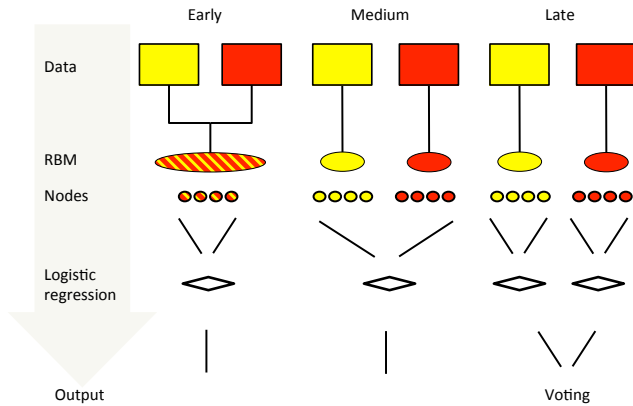 Early Medium Late
Data
RBM
Nodes
Logistic
regression
Output Voting